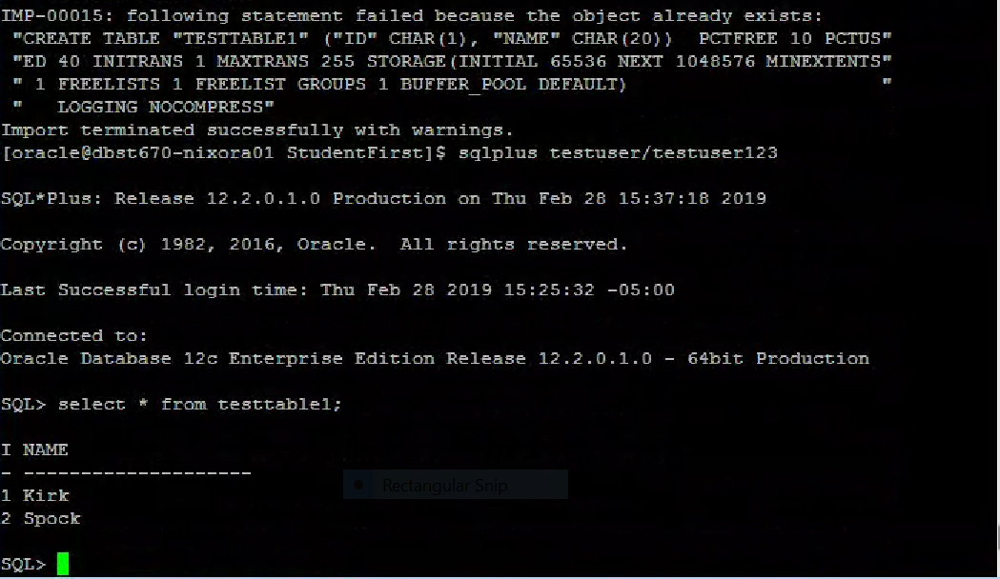 IMP-00015: following statement failed because the object already exists:
"CREATE TABLE "TESTTABLE1" ("ID" CHAR(1), "NAME" CHAR(20))  PCTFREE 10 PCTUS"
"ED 40 INITRANS 1 MAXTRANS 255 STORAGE(INITIAL 65536 NEXT 1048576 MINEXTENTS"
" 1 FREELISTS 1 FREELIST GROUPS 1 BUFFER_POOL DEFAULT)                       "
"   LOGGING NOCOMPRESS"
Import terminated successfully with warnings.
[oracle@dbst670-nixora01 StudentFirst]$ sqlplus testuser/testuser123
SQL*Plus: Release 12.2.0.1.0 Production on Thu Feb 28 15:37:18 2019
Copyright (c) 1982, 2016, Oracle.  All rights reserved.
Last Successful login time: Thu Feb 28 2019 15:25:32 -05:00
Connected to:
Oracle Database 12c Enterprise Edition Release 12.2.0.1.0 - 64bit Production
SQL> select * from testtable1;
I NAME
- --------------------
1 Kirk
2 Spock
Rectangular Snip
SQL>